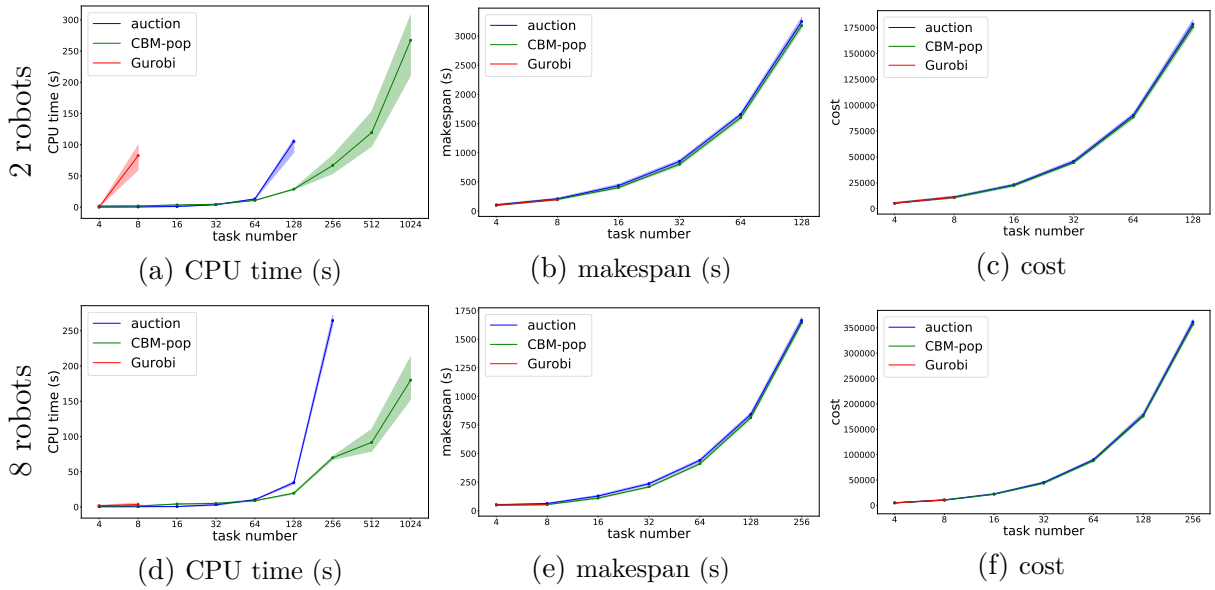 2 robots
300
250
200
150
100
50
0
CPU time (s)
auction
CBM-pop
Gurobi
4 8 16 32 64 128 256 512 1024
task number
(a) CPU time (s)
3000
2500
2000
1500
1000
500
0
makespan (s)
auction
CBM-pop
Gurobi
4 8 16 32 64 128
task number
(b) makespan (s)
175000
150000
125000
100000
75000
50000
25000
0
cost
auction
CBM-pop
Gurobi
4 8 16 32 64 128
task number
(c) cost
8 robots
250
200
150
100
50
0
CPU time (s)
auction
CBM-pop
Gurobi
4 8 16 32 64 128 256 512 1024
task number
(d) CPU time (s)
1750
1500
1250
1000
750
500
250
0
makespan (s)
auction
CBM-pop
Gurobi
4 8 16 32 64 128 256
task number
(e) makespan (s)
350000
300000
250000
200000
150000
100000
50000
0
cost
auction
CBM-pop
Gurobi
4 8 16 32 64 128 256
task number
(f) cost